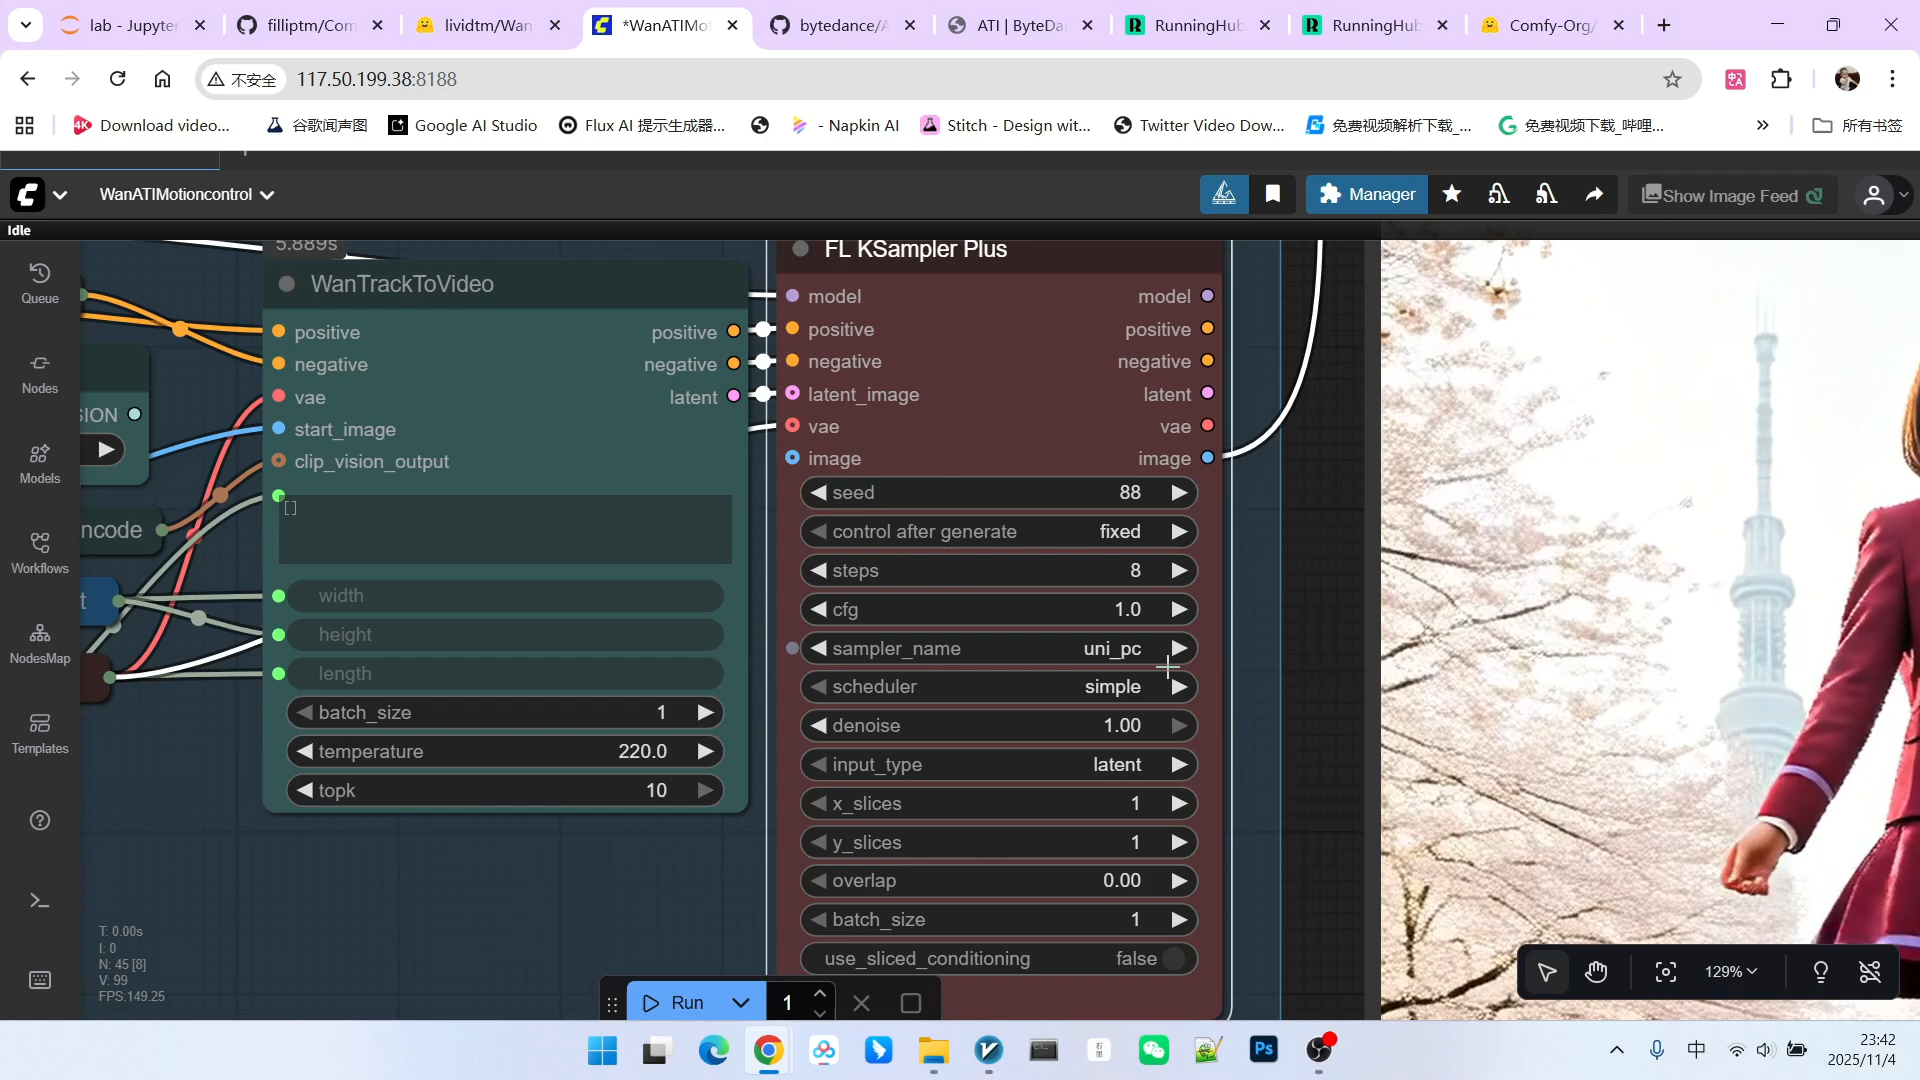 lab - Jupyter
filliptm/Com
lividtm/Wan
*WanATIMot
bytedance/A
ATI | ByteDa
RunningHub
RunningHub
Comfy-Org/
不安全
117.50.199.38:8188
Download video...
谷歌闻声图
Google AI Studio
Flux AI 提示生成器...
- Napkin AI
Stitch - Design wit...
Twitter Video Dow...
免费视频解析下载_...
免费视频下载_哔哩...
所有书签
WanATIMotioncontrol
Manager
Show Image Feed
Idle
Queue
Nodes
Models
Workflows
NodesMap
Templates
5.889s
WanTrackToVideo
positive
negative
vae
start_image
clip_vision_output
positive
negative
latent
[]
width
height
length
batch_size 1
temperature 220.0
topk 10
SION
ncode
t
FL KSampler Plus
model
positive
negative
latent_image
vae
image
model
positive
negative
latent
vae
image
seed 88
control after generate fixed
steps 8
cfg 1.0
sampler_name uni_pc
scheduler simple
denoise 1.00
input_type latent
x_slices 1
y_slices 1
overlap 0.00
batch_size 1
use_sliced_conditioning false
T: 0.00s
I: 0
N: 45 [8]
V: 99
FPS:149.25
Run
1
129%
中
23:42
2025/11/4
Ps